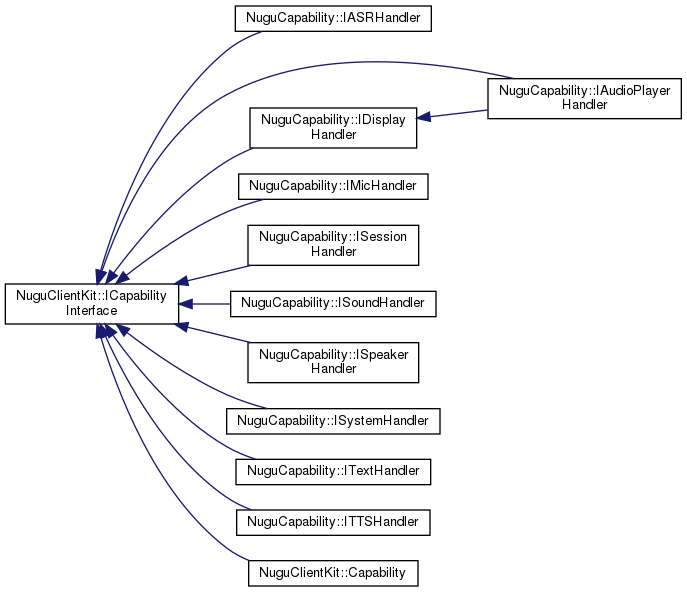 NuguCapability::IASRHandler
NuguCapability::IAudioPlayer
Handler
NuguCapability::IDisplay
Handler
NuguCapability::IMicHandler
NuguCapability::ISession
Handler
NuguClientKit::ICapability
Interface
NuguCapability::ISoundHandler
NuguCapability::ISpeaker
Handler
NuguCapability::ISystemHandler
NuguCapability::ITextHandler
NuguCapability::ITTSHandler
NuguClientKit::Capability